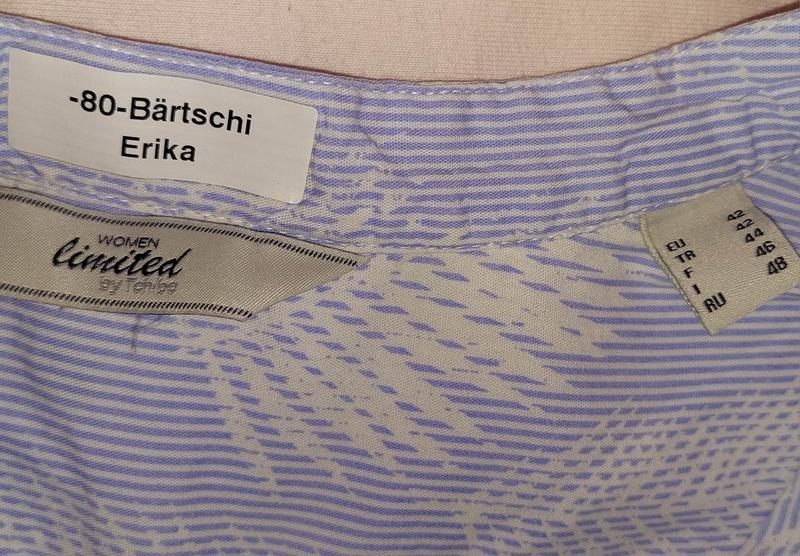 -80-Bärtschi
Erika
WOMEN
limited
by Tchibo
EU 42
TR 42
F 44
I 46
RU 48